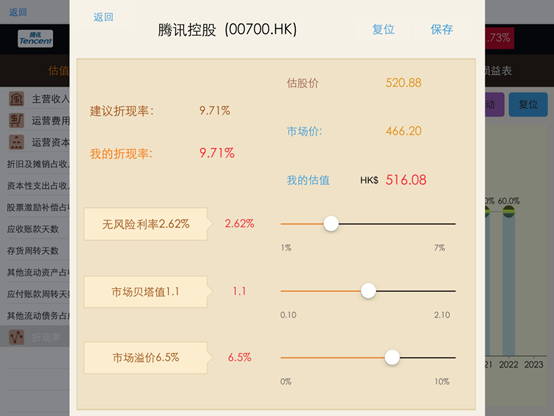 返回
返回
腾讯控股 (00700.HK)
复位
保存
腾讯
Tencent
.73%
估值
损益表
主营收入
运营费用
运营资本
折旧及摊销占收
资本性支出占收
股票激励补偿占
应收账款天数
存货周转天数
其他流动资产占
应付账款周转天
其他流动债务占
折现率
建议折现率: 9.71%
我的折现率: 9.71%
估股价 520.88
市场价: 466.20
我的估值 HK$ 516.08
无风险利率2.62% 2.62%
1% 7%
市场贝塔值1.1 1.1
0.10 2.10
市场溢价6.5% 6.5%
0% 10%
动
复位
0% 60.0%
21 2022 2023